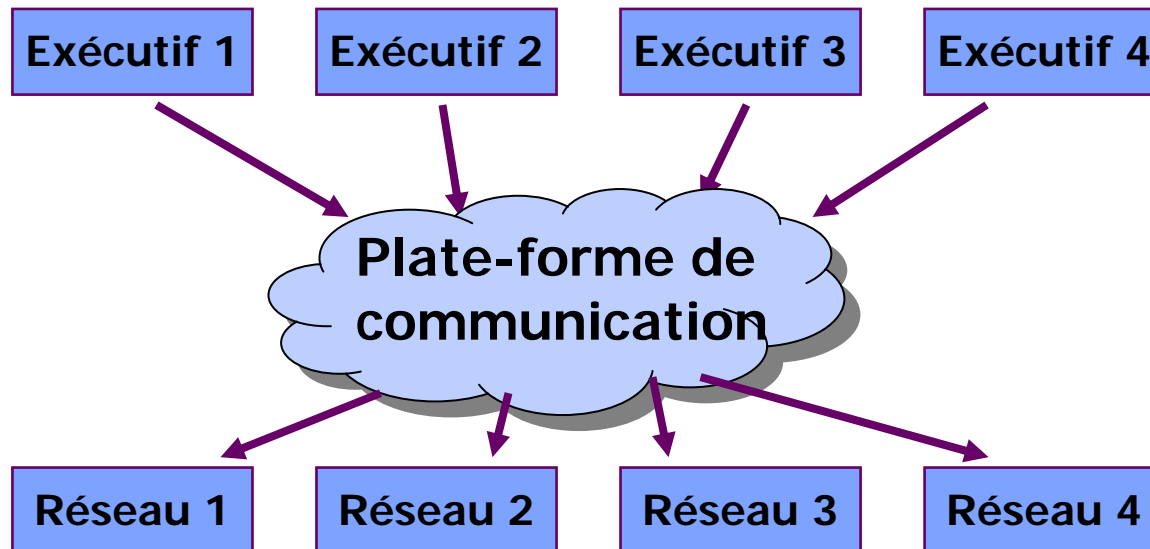 Exécutif 1
Exécutif 2
Exécutif 3
Exécutif 4
Plate-forme de
communication
Réseau 1
Réseau 2
Réseau 3
Réseau 4